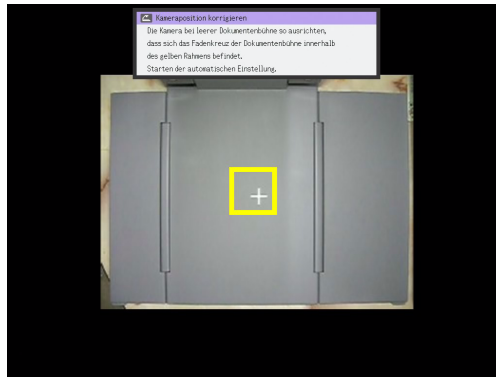 Kameraposition korrigieren
Die Kamera bei leerer Dokumentenbühne so ausrichten,
dass sich das Fadenkreuz der Dokumentenbühne innerhalb
des gelben Rahmens befindet.
Starten der automatischen Einstellung.